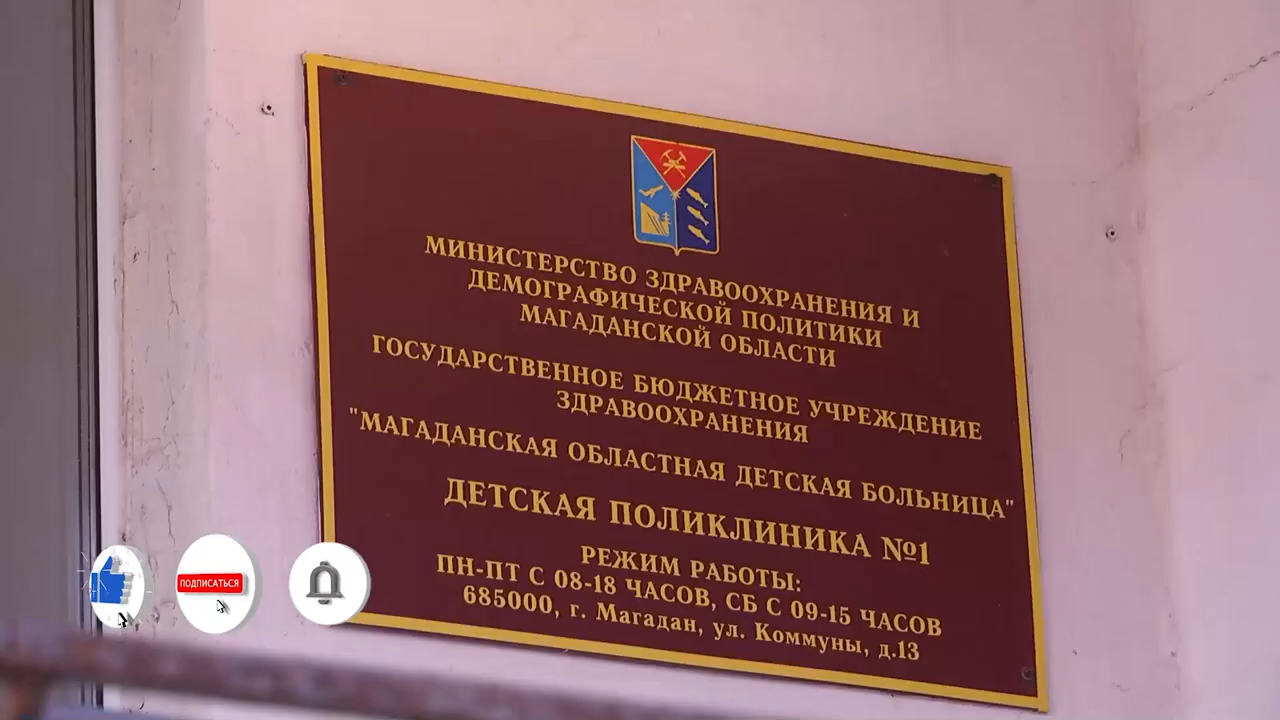 МИНИСТЕРСТВО ЗДРАВООХРАНЕНИЯ И
ДЕМОГРАФИЧЕСКОЙ ПОЛИТИКИ
МАГАДАНСКОЙ ОБЛАСТИ
ГОСУДАРСТВЕННОЕ БЮДЖЕТНОЕ УЧРЕЖДЕНИЕ
ЗДРАВООХРАНЕНИЯ
"МАГАДАНСКАЯ ОБЛАСТНАЯ ДЕТСКАЯ БОЛЬНИЦА"
ДЕТСКАЯ ПОЛИКЛИНИКА №1
РЕЖИМ РАБОТЫ:
ПН-ПТ С 08-18 ЧАСОВ, СБ С 09-15 ЧАСОВ
685000, г. Магадан, ул. Коммуны, д.13
ПОДПИСАТЬСЯ